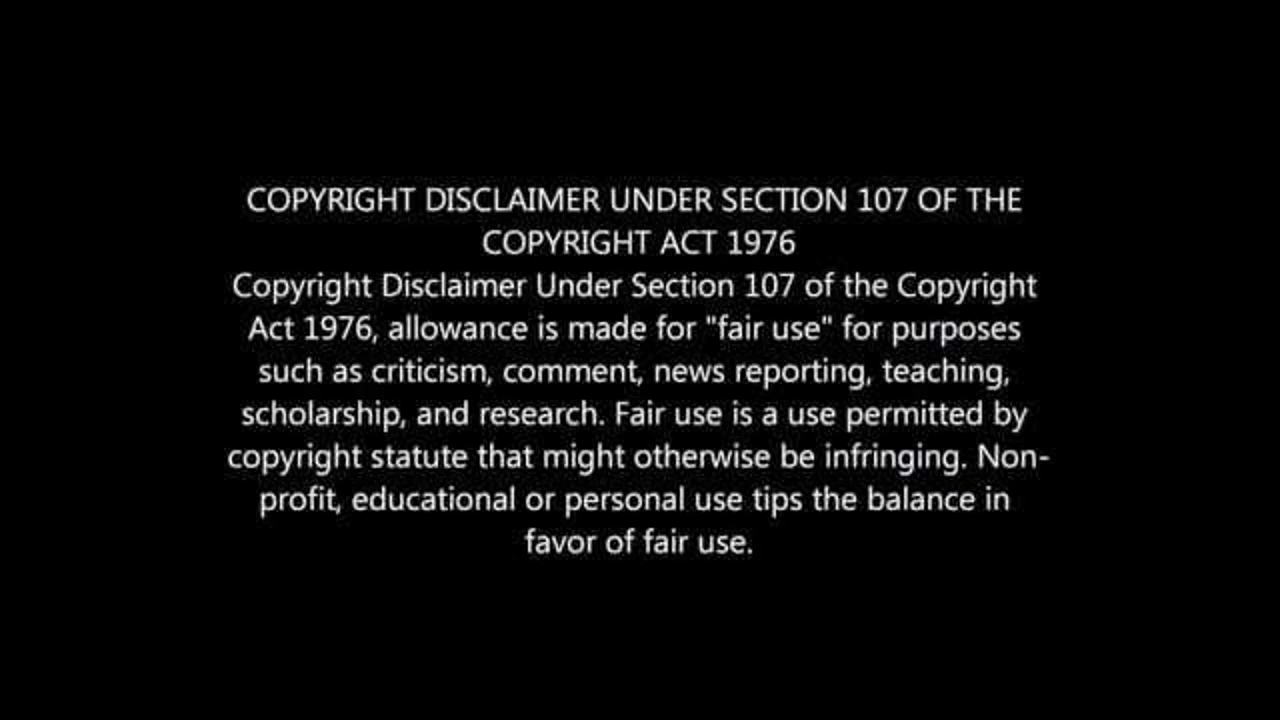 COPYRIGHT DISCLAIMER UNDER SECTION 107 OF THE
COPYRIGHT ACT 1976
Copyright Disclaimer Under Section 107 of the Copyright
Act 1976, allowance is made for "fair use" for purposes
such as criticism, comment, news reporting, teaching,
scholarship, and research. Fair use is a use permitted by
copyright statute that might otherwise be infringing. Non-
profit, educational or personal use tips the balance in
favor of fair use.